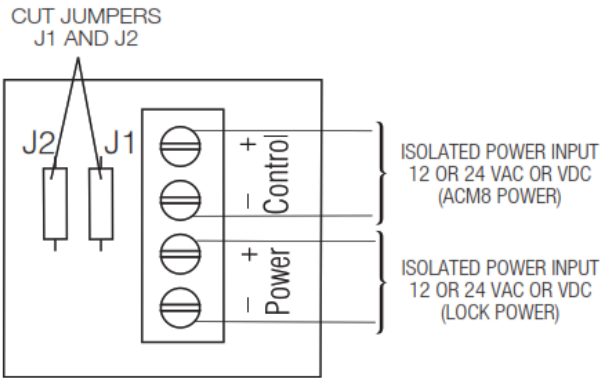 CUT JUMPERS
J1 AND J2
J2 J1
+
Control
−
+
Power
−
ISOLATED POWER INPUT
12 OR 24 VAC OR VDC
(ACM8 POWER)
ISOLATED POWER INPUT
12 OR 24 VAC OR VDC
(LOCK POWER)